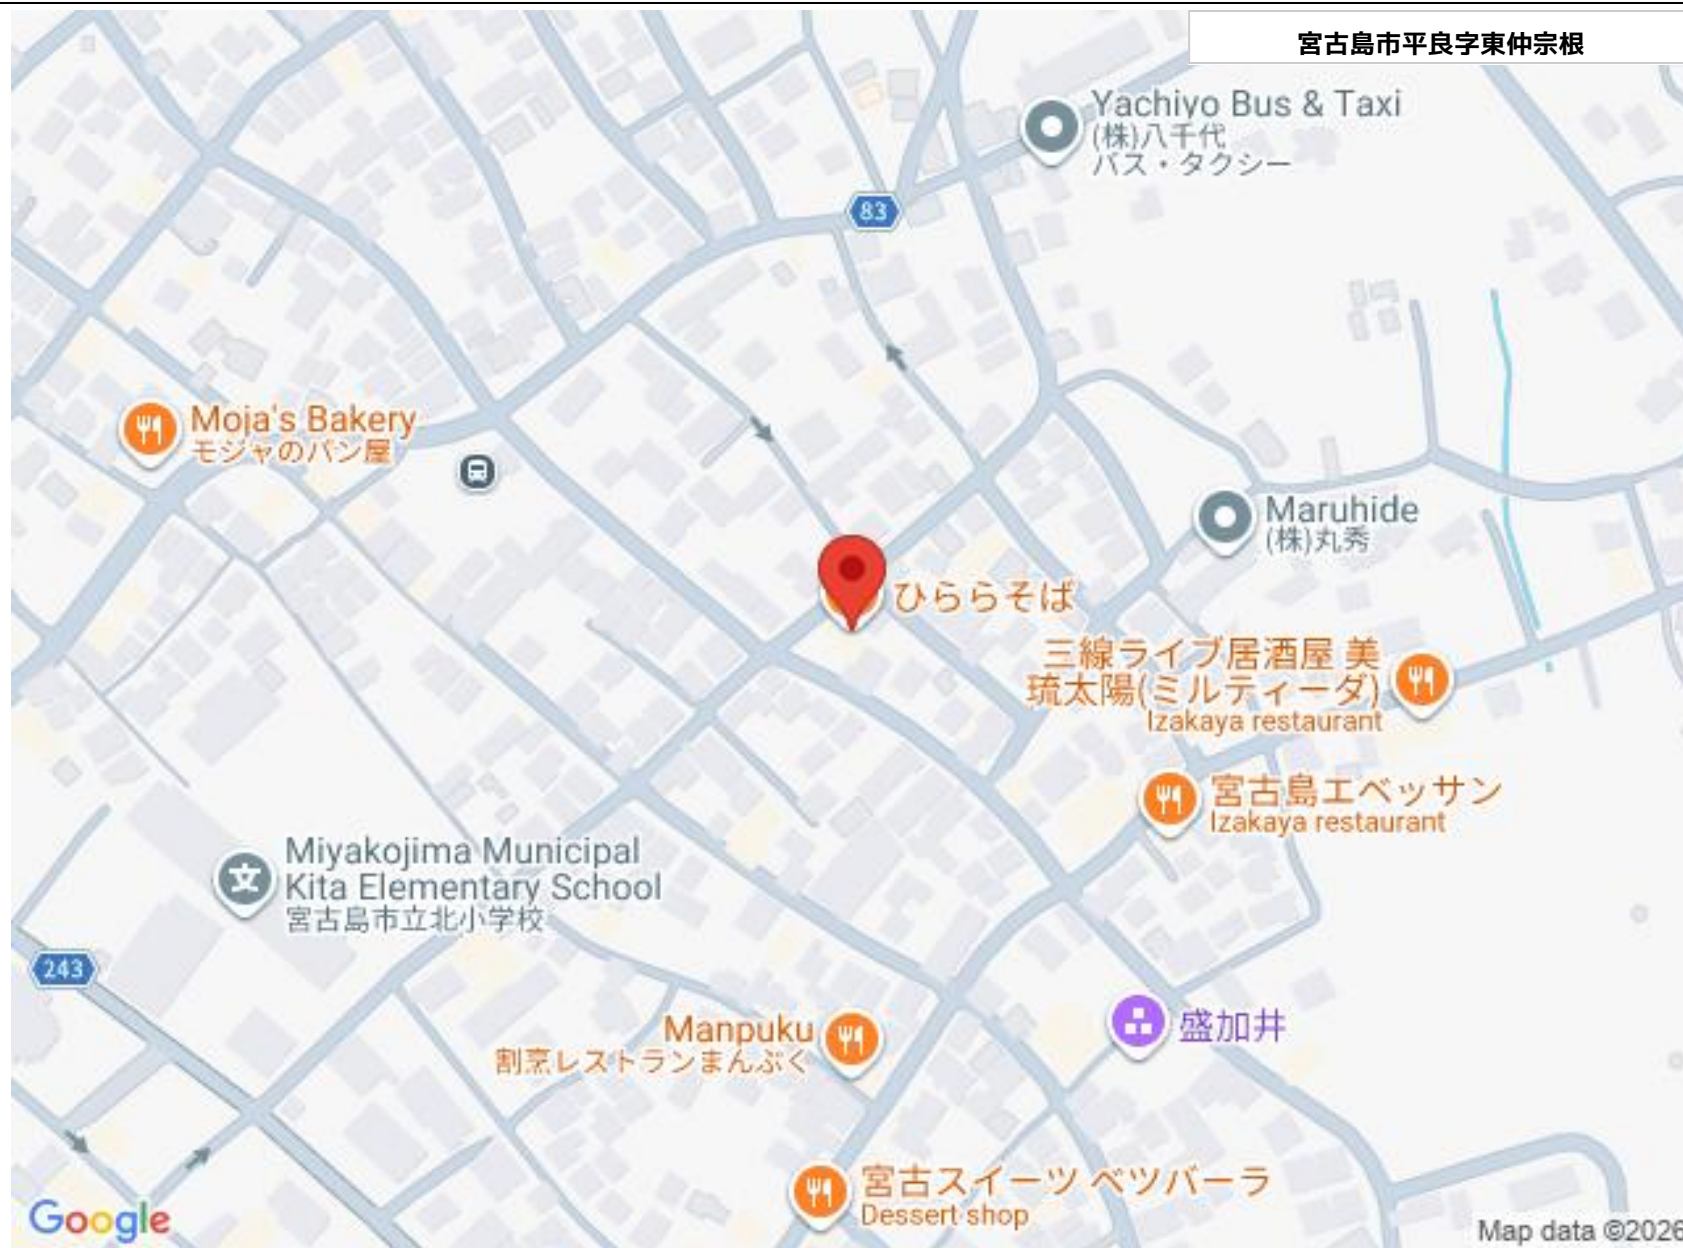 宮古島市平良字東仲宗根
Yachiyo Bus & Taxi
(株)八千代
バス・タクシー
83
Moja's Bakery
モジャのパン屋
Maruhide
(株)丸秀
ひららそば
三線ライブ居酒屋 美
琉太陽(ミルティーダ)
Izakaya restaurant
宮古島エベッサン
Izakaya restaurant
Miyakojima Municipal
Kita Elementary School
宮古島市立北小学校
文
243
盛加井
Manpuku
割烹レストランまんぷく
宮古スイーツ ベツバーラ
Dessert shop
Google
Map data ©2026